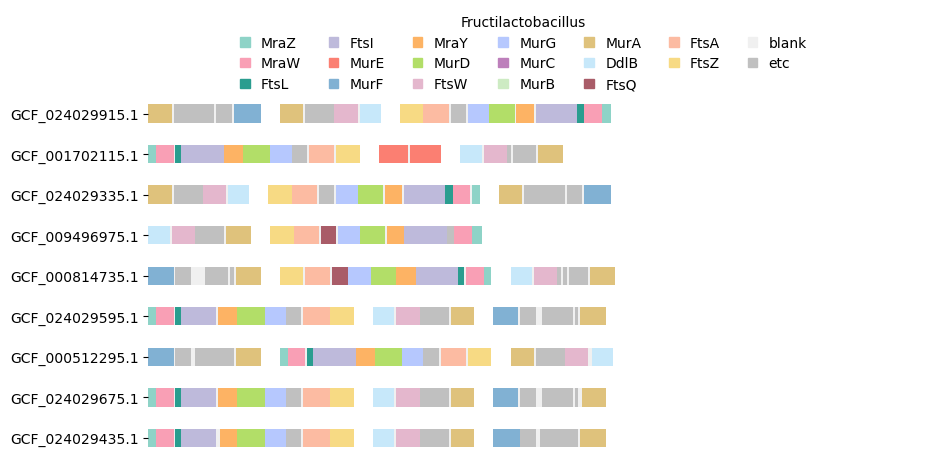 Fructilactobacillus
MraZ FtsI MraY MurG MurA FtsA blank
MraW MurE MurD MurC DdlB FtsZ etc
FtsL MurF FtsW MurB FtsQ
GCF_024029915.1
GCF_001702115.1
GCF_024029335.1
GCF_009496975.1
GCF_000814735.1
GCF_024029595.1
GCF_000512295.1
GCF_024029675.1
GCF_024029435.1